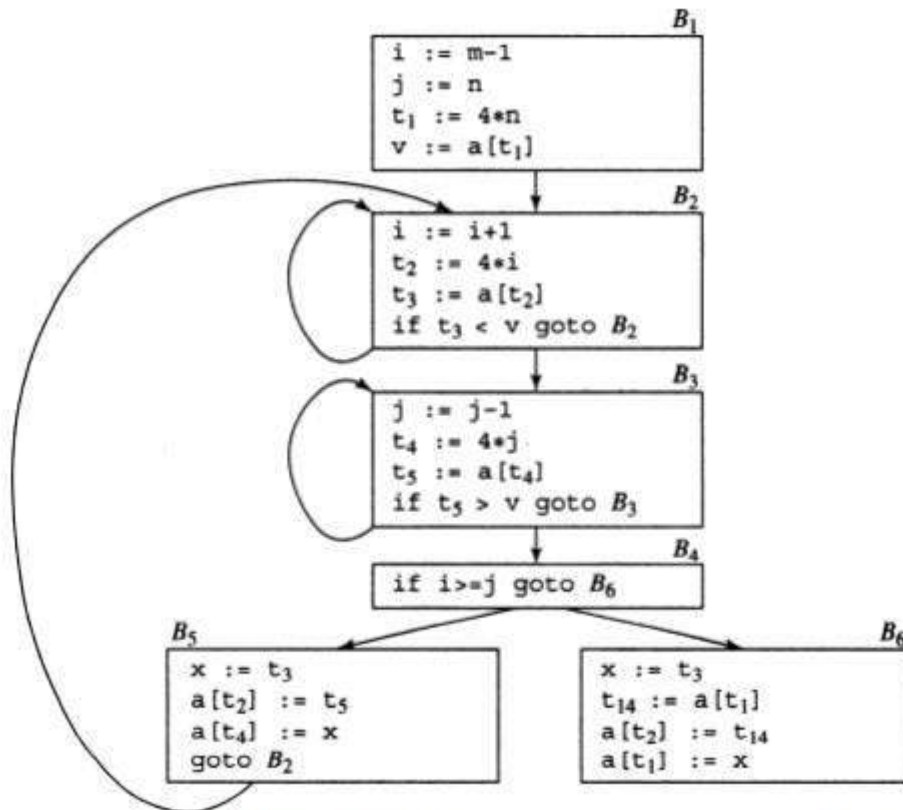 B₁
i := m-1
j := n
t₁ := 4*n
v := a[t₁]
B₂
i := i+1
t₂ := 4*i
t₃ := a[t₂]
if t₃ < v goto B₂
B₃
j := j-1
t₄ := 4*j
t₅ := a[t₄]
if t₅ > v goto B₃
B₄
if i>=j goto B₆
B₅
x := t₃
a[t₂] := t₅
a[t₄] := x
goto B₂
B₆
x := t₃
t₁₄ := a[t₁]
a[t₂] := t₁₄
a[t₁] := x